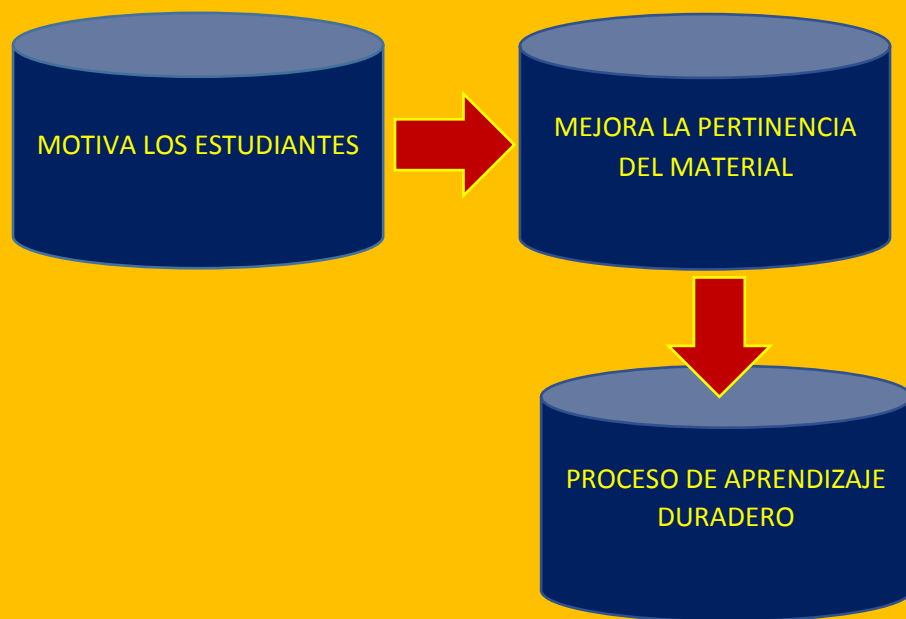 MOTIVA LOS ESTUDIANTES
MEJORA LA PERTINENCIA
DEL MATERIAL
PROCESO DE APRENDIZAJE
DURADERO